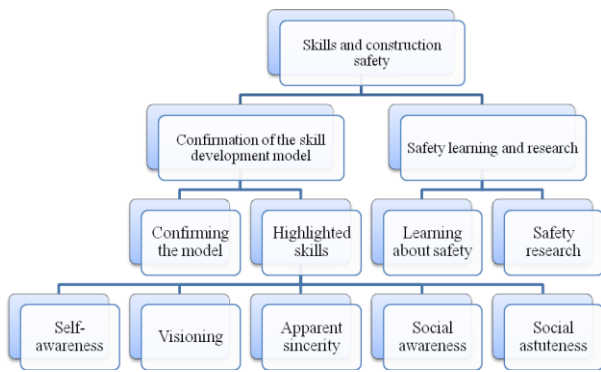 Skills and construction
safety
Confirmation of the skill
development model
Safety learning and research
Confirming
the model
Highlighted
skills
Learning
about safety
Safety
research
Self-
awareness
Visioning
Apparent
sincerity
Social
awareness
Social
astuteness